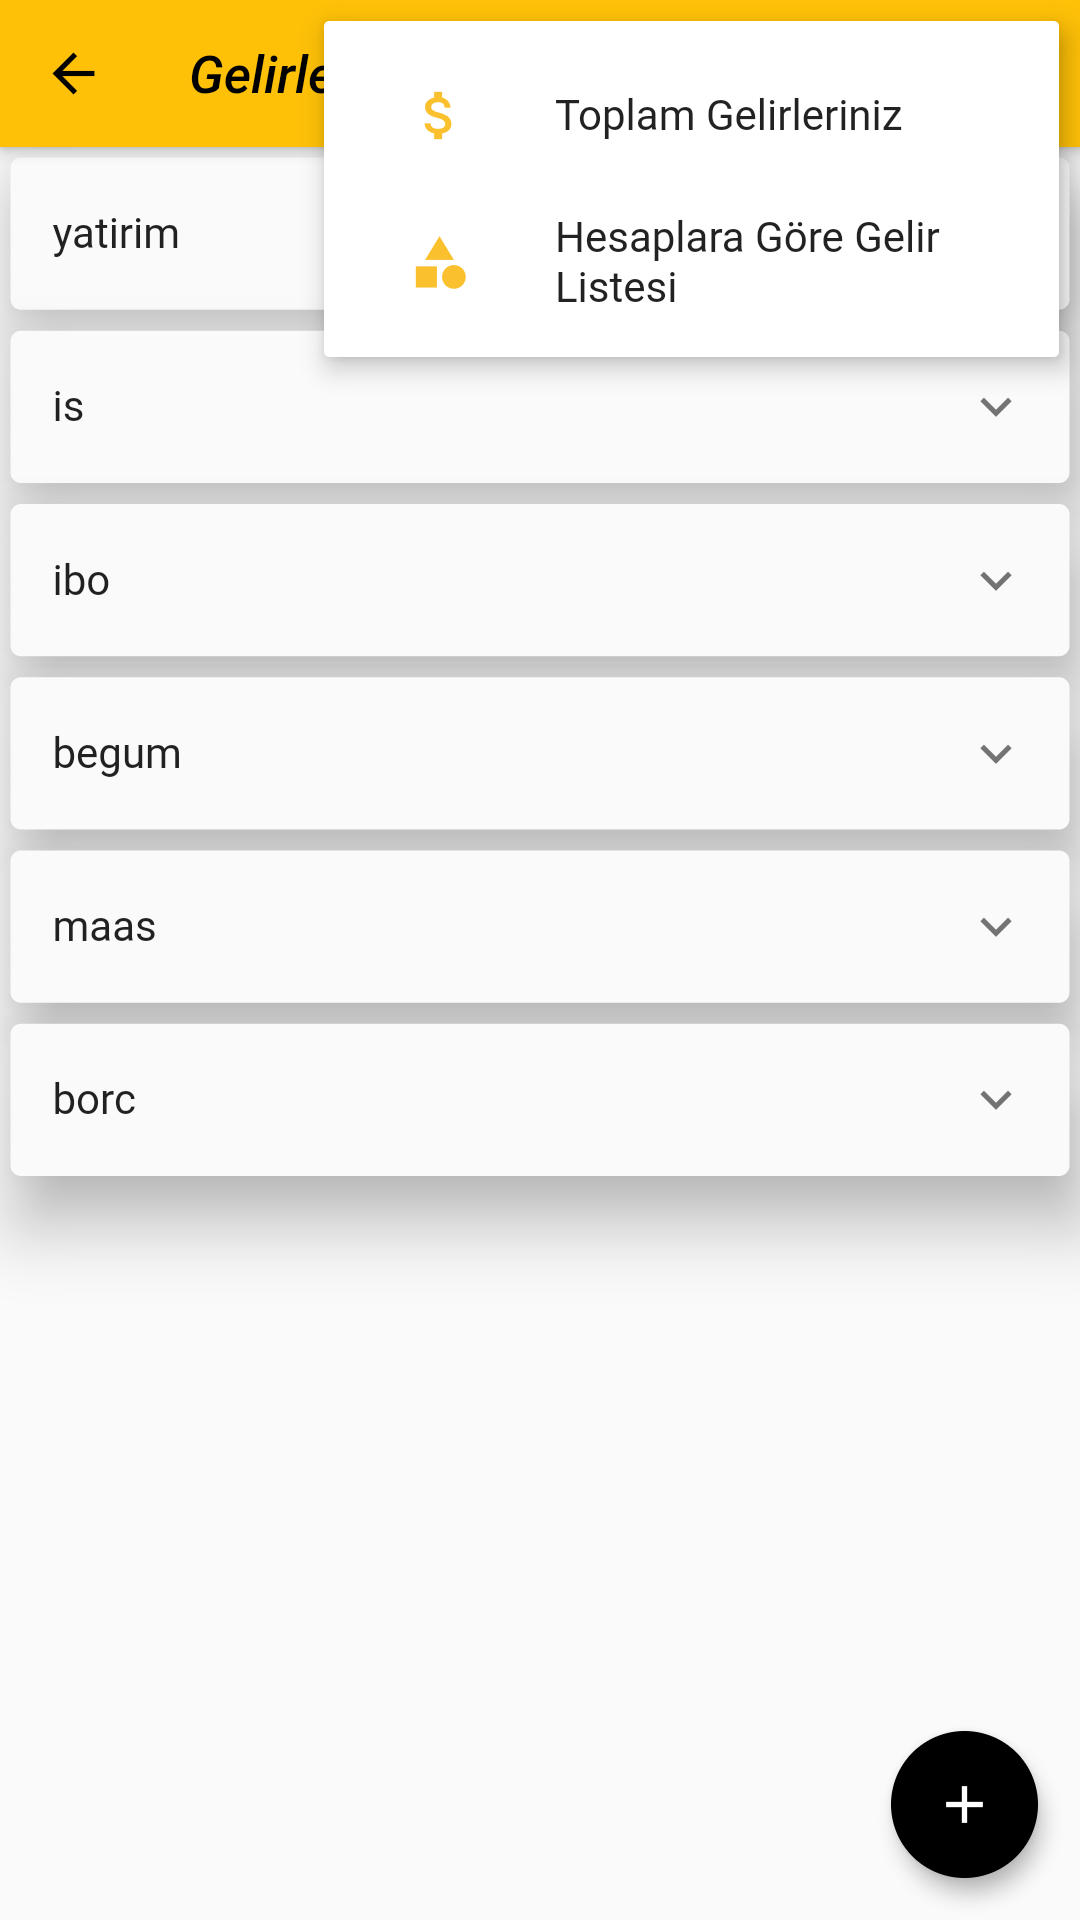 Gelirle
Toplam Gelirleriniz
Hesaplara Göre Gelir
Listesi
yatirim
is
ibo
begum
maas
borc